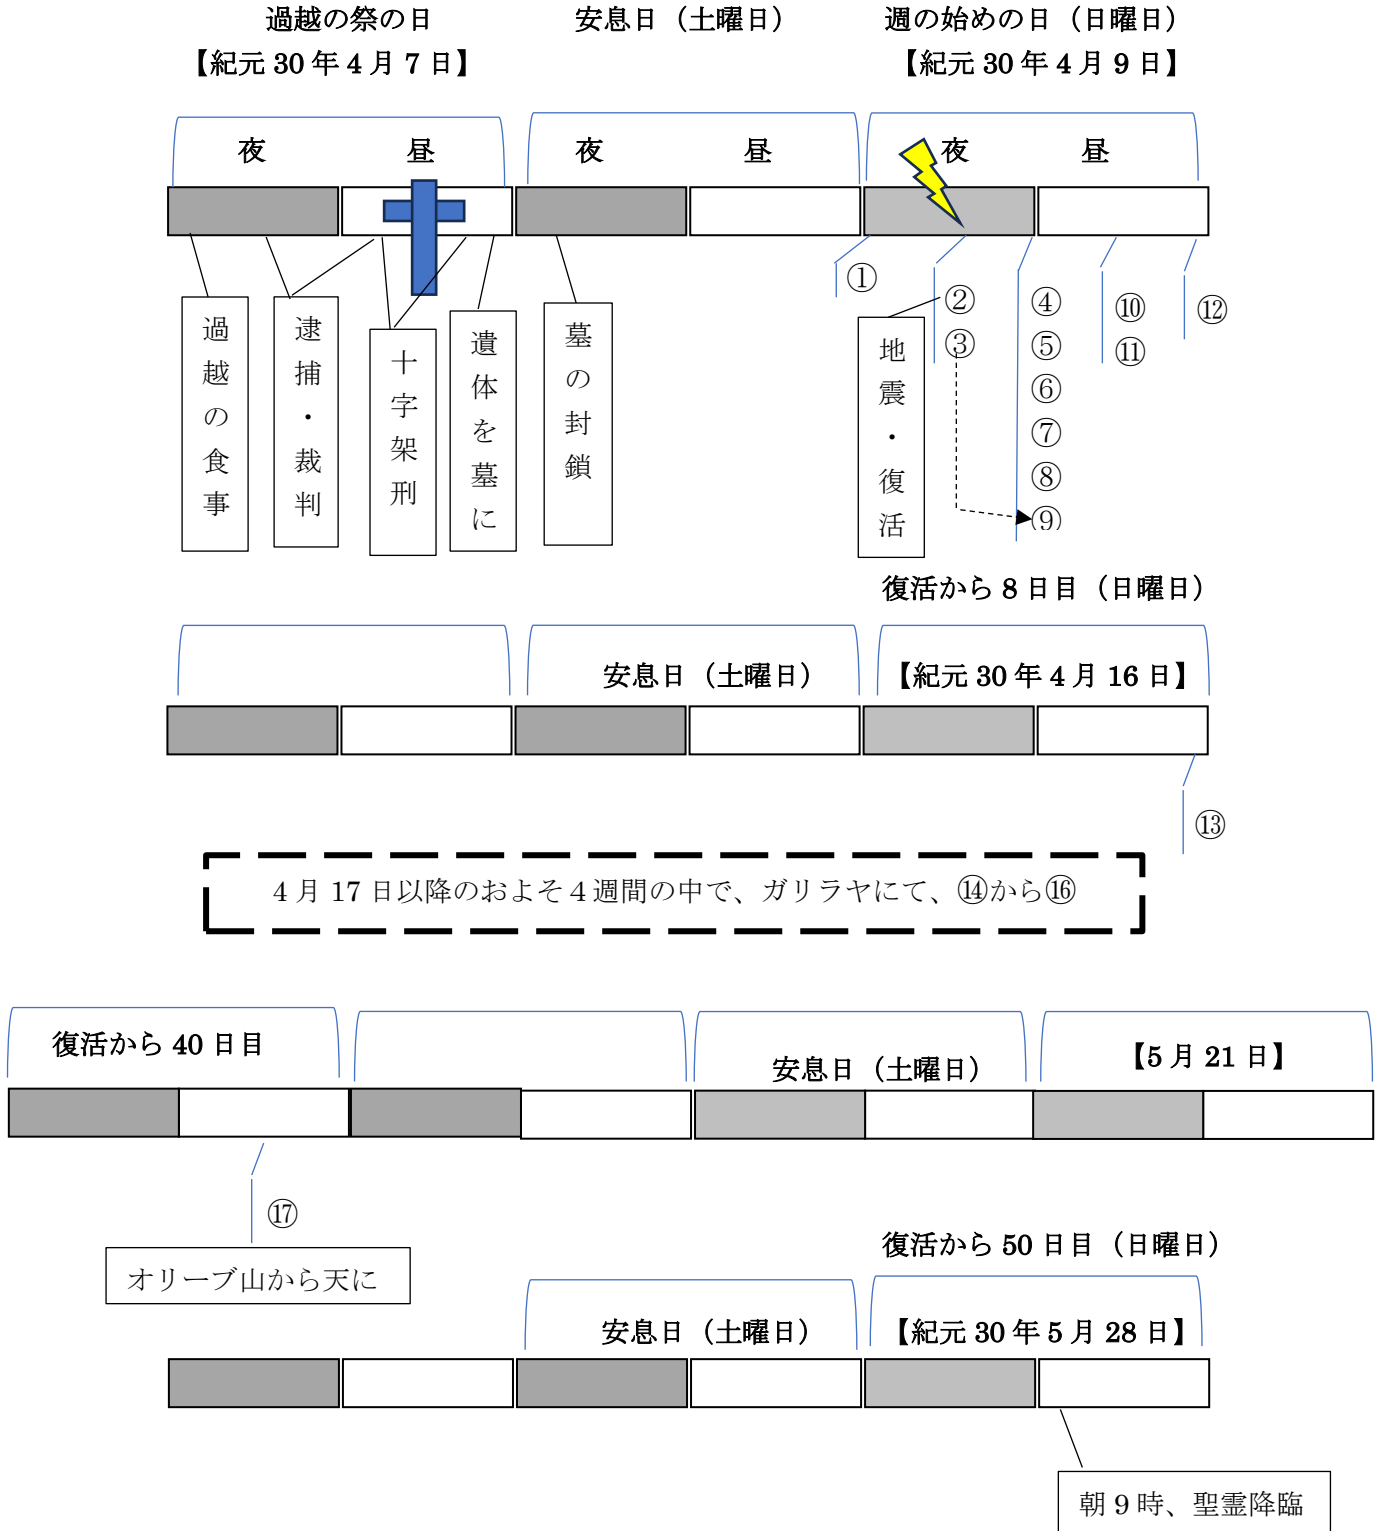 過越の祭の日
安息日（土曜日）
週の始めの日（日曜日）
【紀元 30 年 4 月 7 日】
【紀元 30 年 4 月 9 日】
夜
昼
夜
昼
夜
昼
過越の食事
逮捕・裁判
十字架刑
遺体を墓に
墓の封鎖
①
地震・復活
②
③
④
⑤
⑥
⑦
⑧
⑨
⑩
⑪
⑫
復活から 8 日目（日曜日）
安息日（土曜日）
【紀元 30 年 4 月 16 日】
⑬
4 月 17 日以降のおよそ４週間の中で、ガリラヤにて、⑭から⑯
復活から 40 日目
安息日（土曜日）
【5 月 21 日】
⑰
オリーブ山から天に
復活から 50 日目（日曜日）
安息日（土曜日）
【紀元 30 年 5 月 28 日】
朝 9 時、聖霊降臨